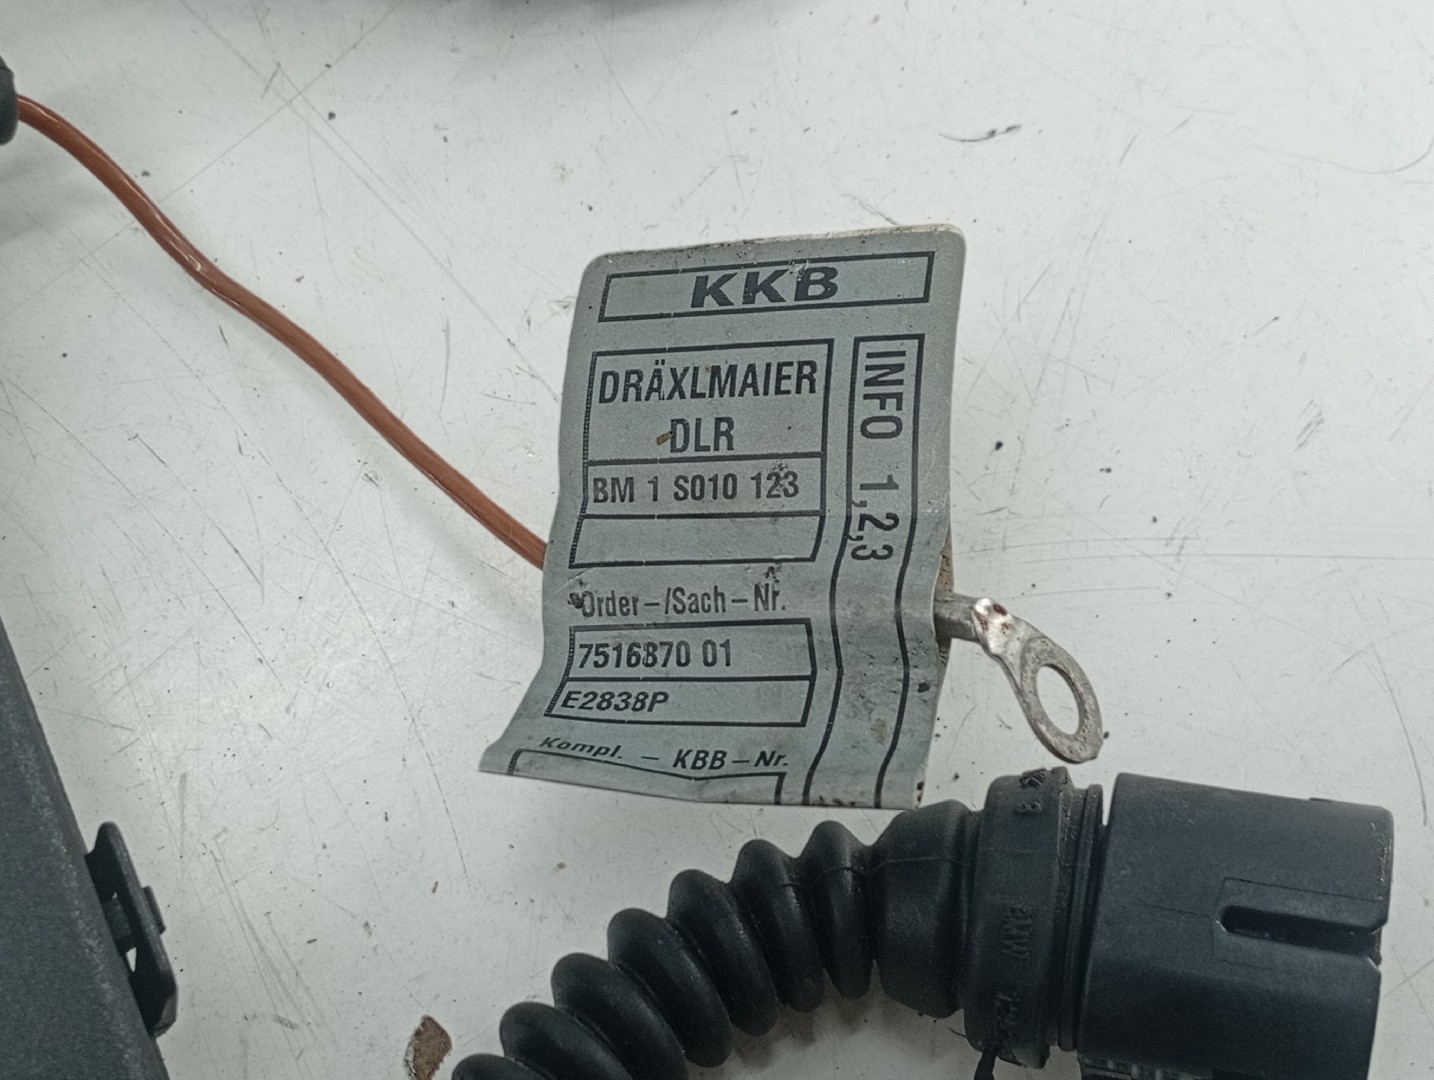 KKB
DRÄXLMAIER
DLR
BM 1 S010 123
INFO 1,2,3
Order-/Sach-Nr.
7516870 01
E2838P
Kompl. - KBB-Nr.
BMW